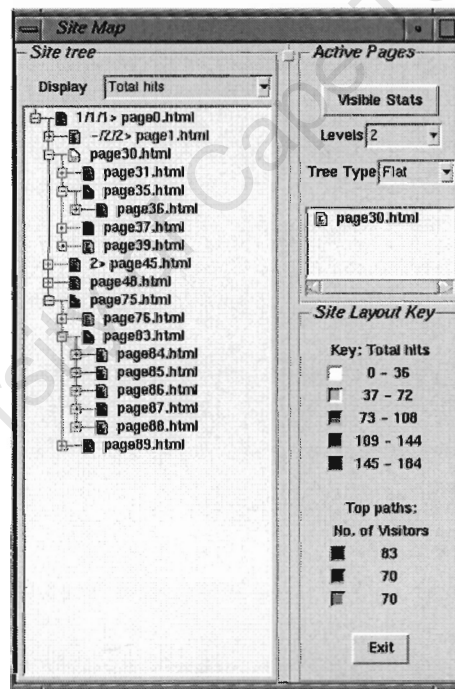 Site Map
Site tree
Display Total hits
1/1/1> page0.html
-/2/2> page1.html
page30.html
page31.html
page35.html
page36.html
page37.html
page39.html
2> page45.html
page48.html
page75.html
page76.html
page83.html
page84.html
page85.html
page86.html
page87.html
page88.html
page89.html
Active Pages
Visible Stats
Levels 2
Tree Type Flat
page30.html
Site Layout Key
Key: Total hits
0 - 36
37 - 72
73 - 108
109 - 144
145 - 184
Top paths:
No. of Visitors
83
70
70
Exit